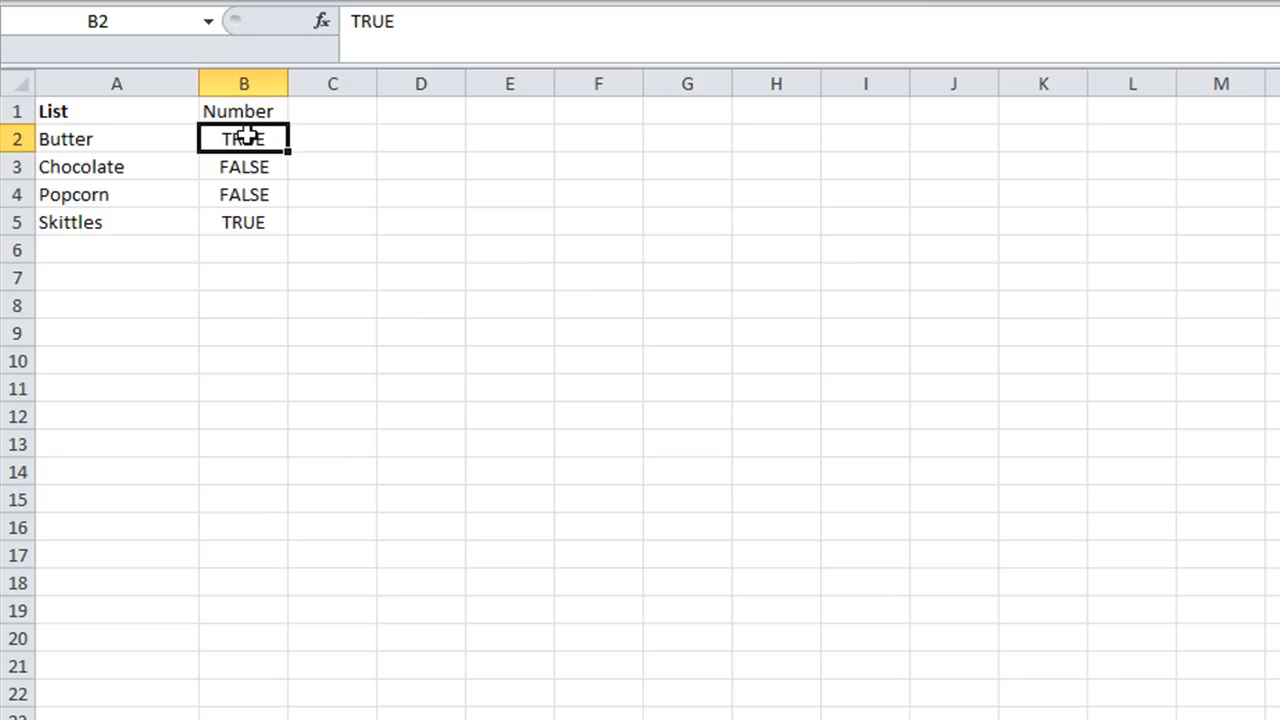 B2 fx TRUE
A B C D E F G H I J K L M
1 List Number
2 Butter TRUE
3 Chocolate FALSE
4 Popcorn FALSE
5 Skittles TRUE
6
7
8
9
10
11
12
13
14
15
16
17
18
19
20
21
22
23